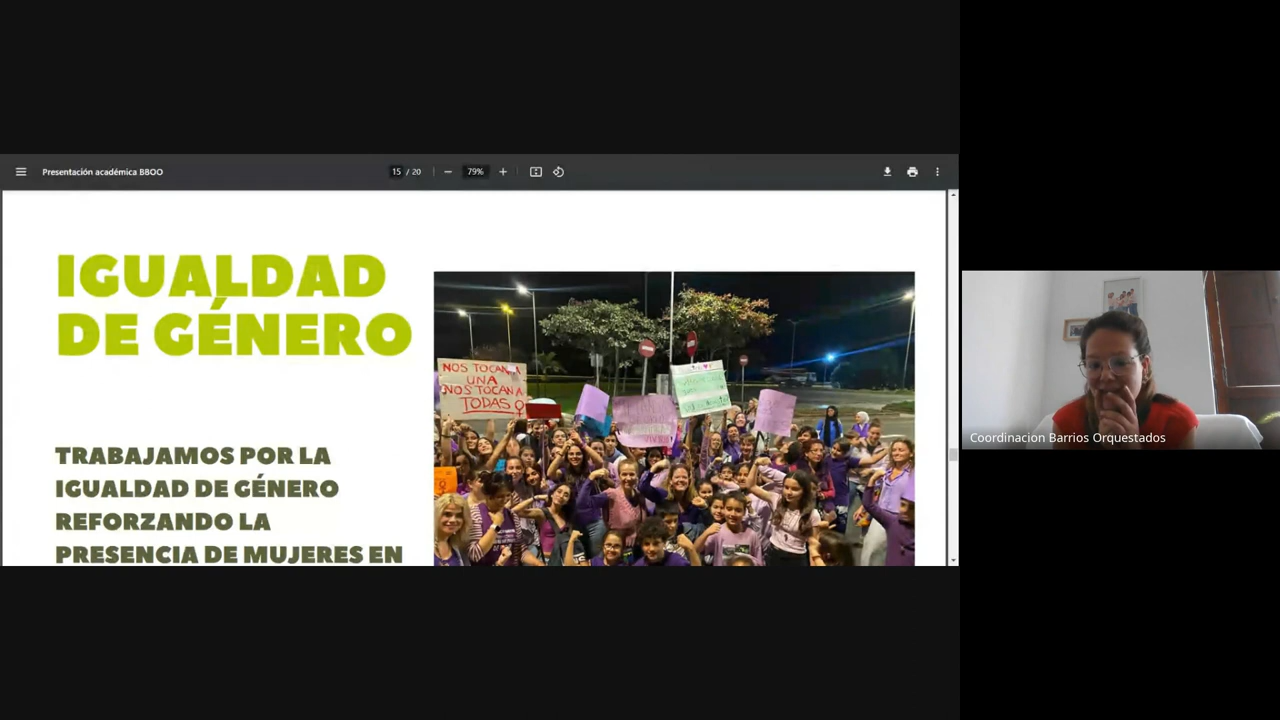 Presentación académica BBOO
15 / 20
79%
IGUALDAD
DE GÉNERO
NOS TOCAN A
UNA
NOS TOCAN A
TODAS
TRABAJAMOS POR LA
IGUALDAD DE GÉNERO
REFORZANDO LA
PRESENCIA DE MUJERES EN
Coordinacion Barrios Orquestados